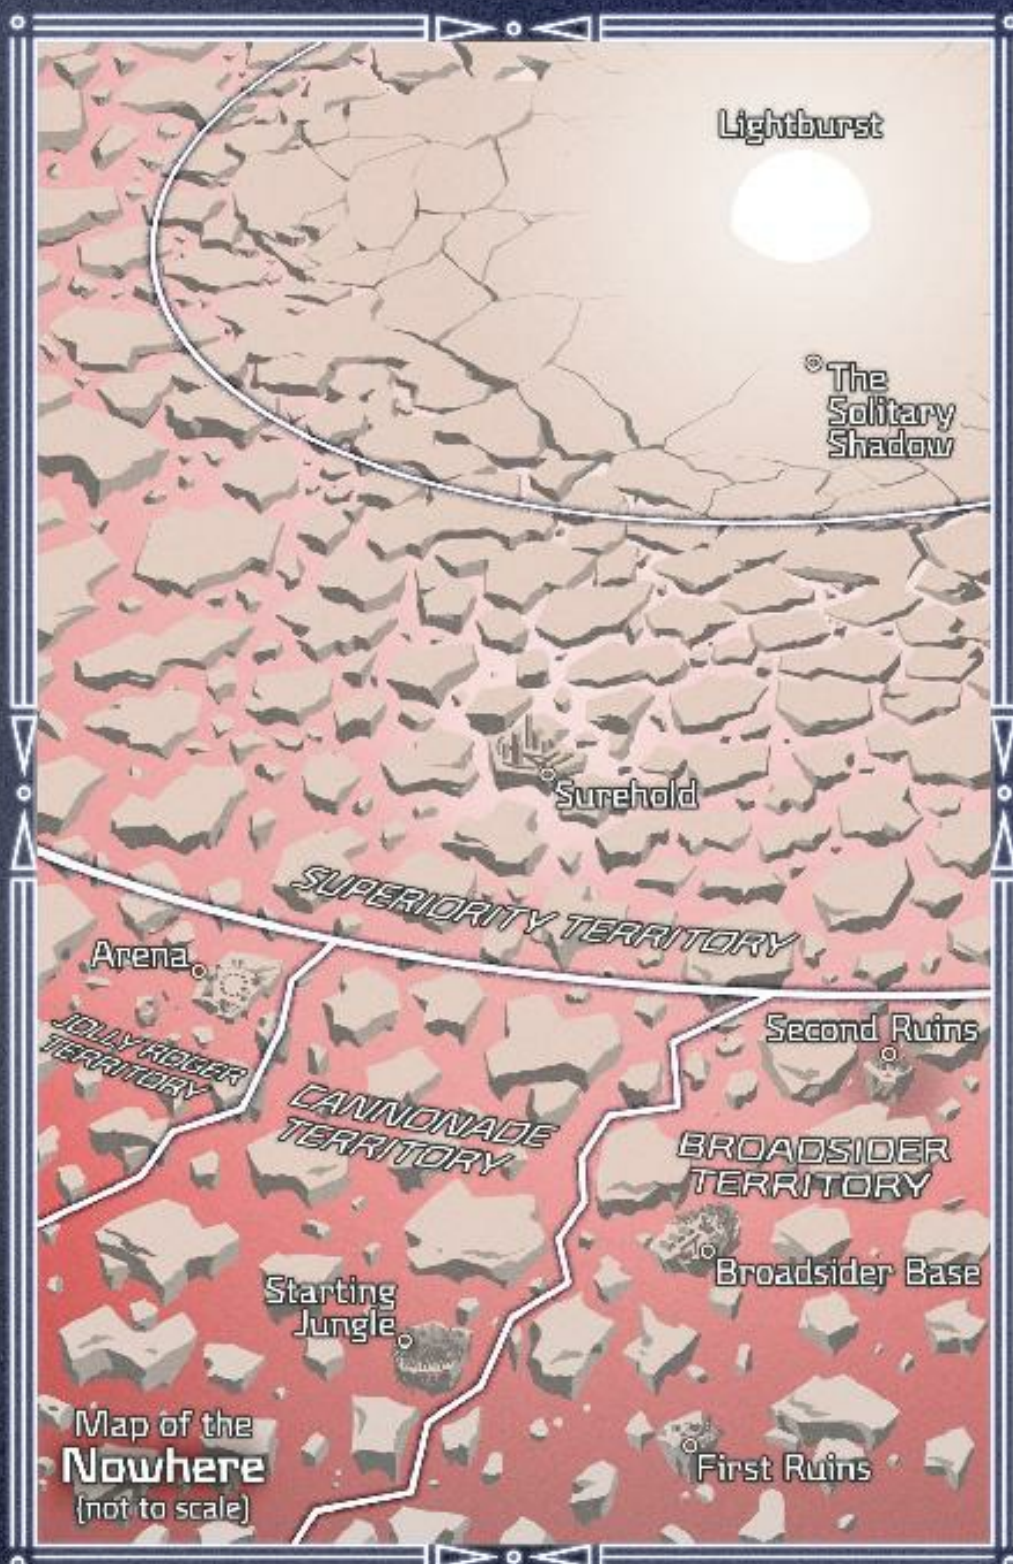 Lightburst
The
Solitary
Shadow
Surehold
SUPERIORITY TERRITORY
Arena
JOLLY ROGER
TERRITORY
Second Ruins
CANNONADE
TERRITORY
BROADSIDER
TERRITORY
Broadsider Base
Starting
Jungle
Map of the
Nowhere
(not to scale)
First Ruins